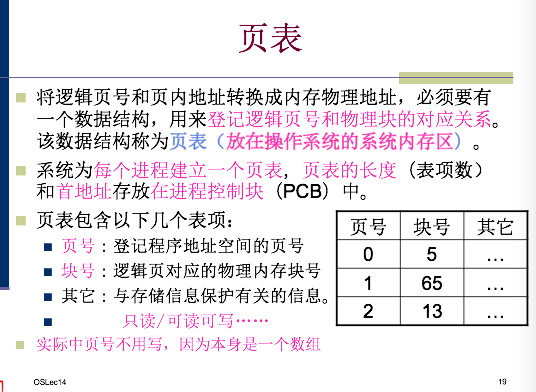 页表
将逻辑页号和页内地址转换成内存物理地址，必须要有
一个数据结构，用来登记逻辑页号和物理块的对应关系。
该数据结构称为页表（放在操作系统的系统内存区）。
系统为每个进程建立一个页表，页表的长度（表项数）
和首地址存放在进程控制块（PCB）中。
页表包含以下几个表项：
页号：登记程序地址空间的页号
块号：逻辑页对应的物理内存块号
其它：与存储信息保护有关的信息。
只读/可读可写……
实际中页号不用写，因为本身是一个数组
页号 块号 其它
0 5 …
1 65 …
2 13 …
OSLec14
19